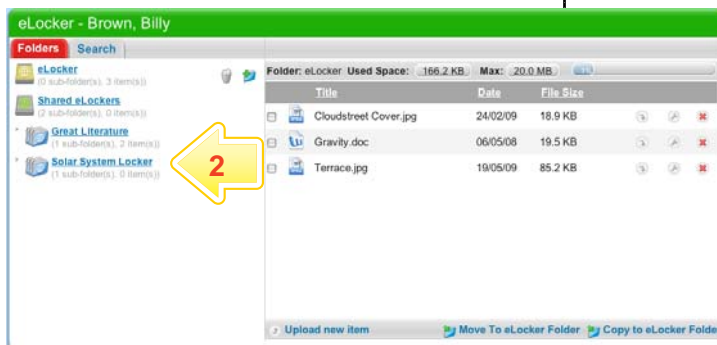 eLocker - Brown, Billy
Folders Search
eLocker
(0 sub-folder(s), 3 item(s))
Shared eLockers
(2 sub-folder(s), 0 item(s))
Great Literature
(1 sub-folder(s), 2 item(s))
Solar System Locker
(1 sub-folder(s), 0 item(s))
2
Folder: eLocker Used Space: 166.2 KB Max: 20.0 MB
Title Date File Size
Cloudstreet Cover.jpg 24/02/09 18.9 KB
Gravity.doc 06/05/08 19.5 KB
Terrace.jpg 19/05/09 85.2 KB
Upload new item Move To eLocker Folder Copy to eLocker Folde